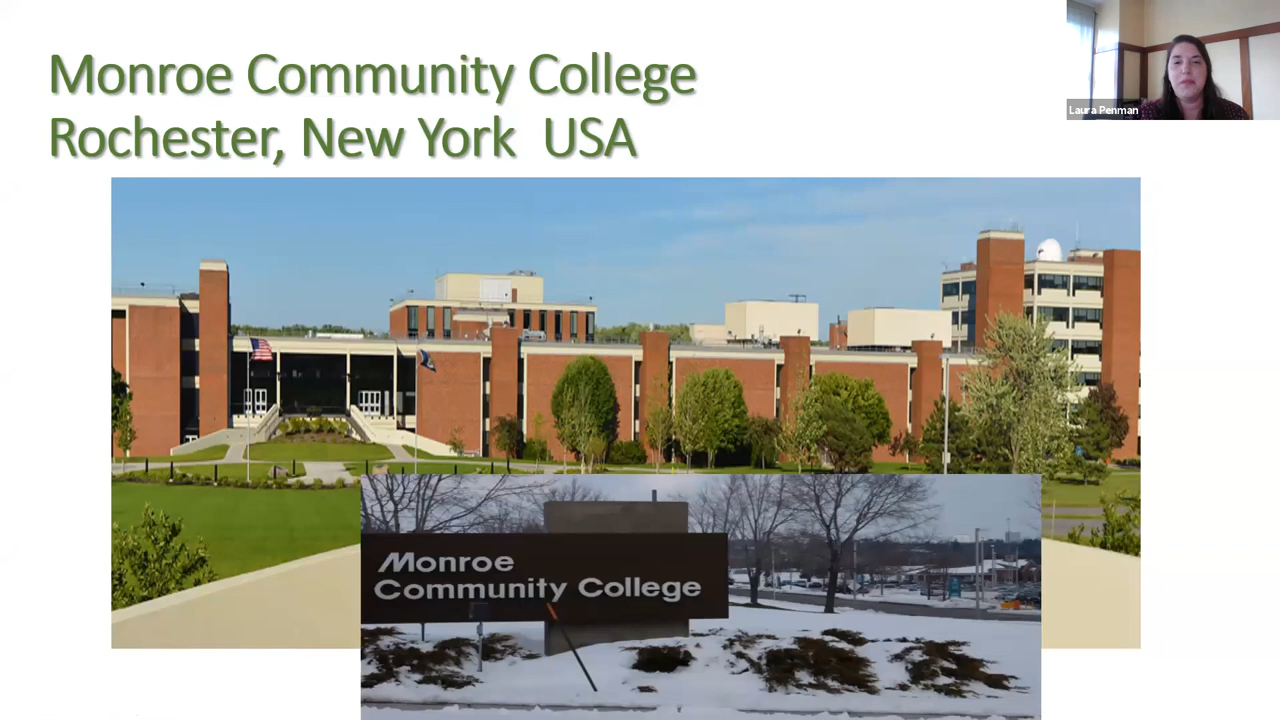 Monroe Community College
Rochester, New York  USA
Laura Penman
Monroe
Community College